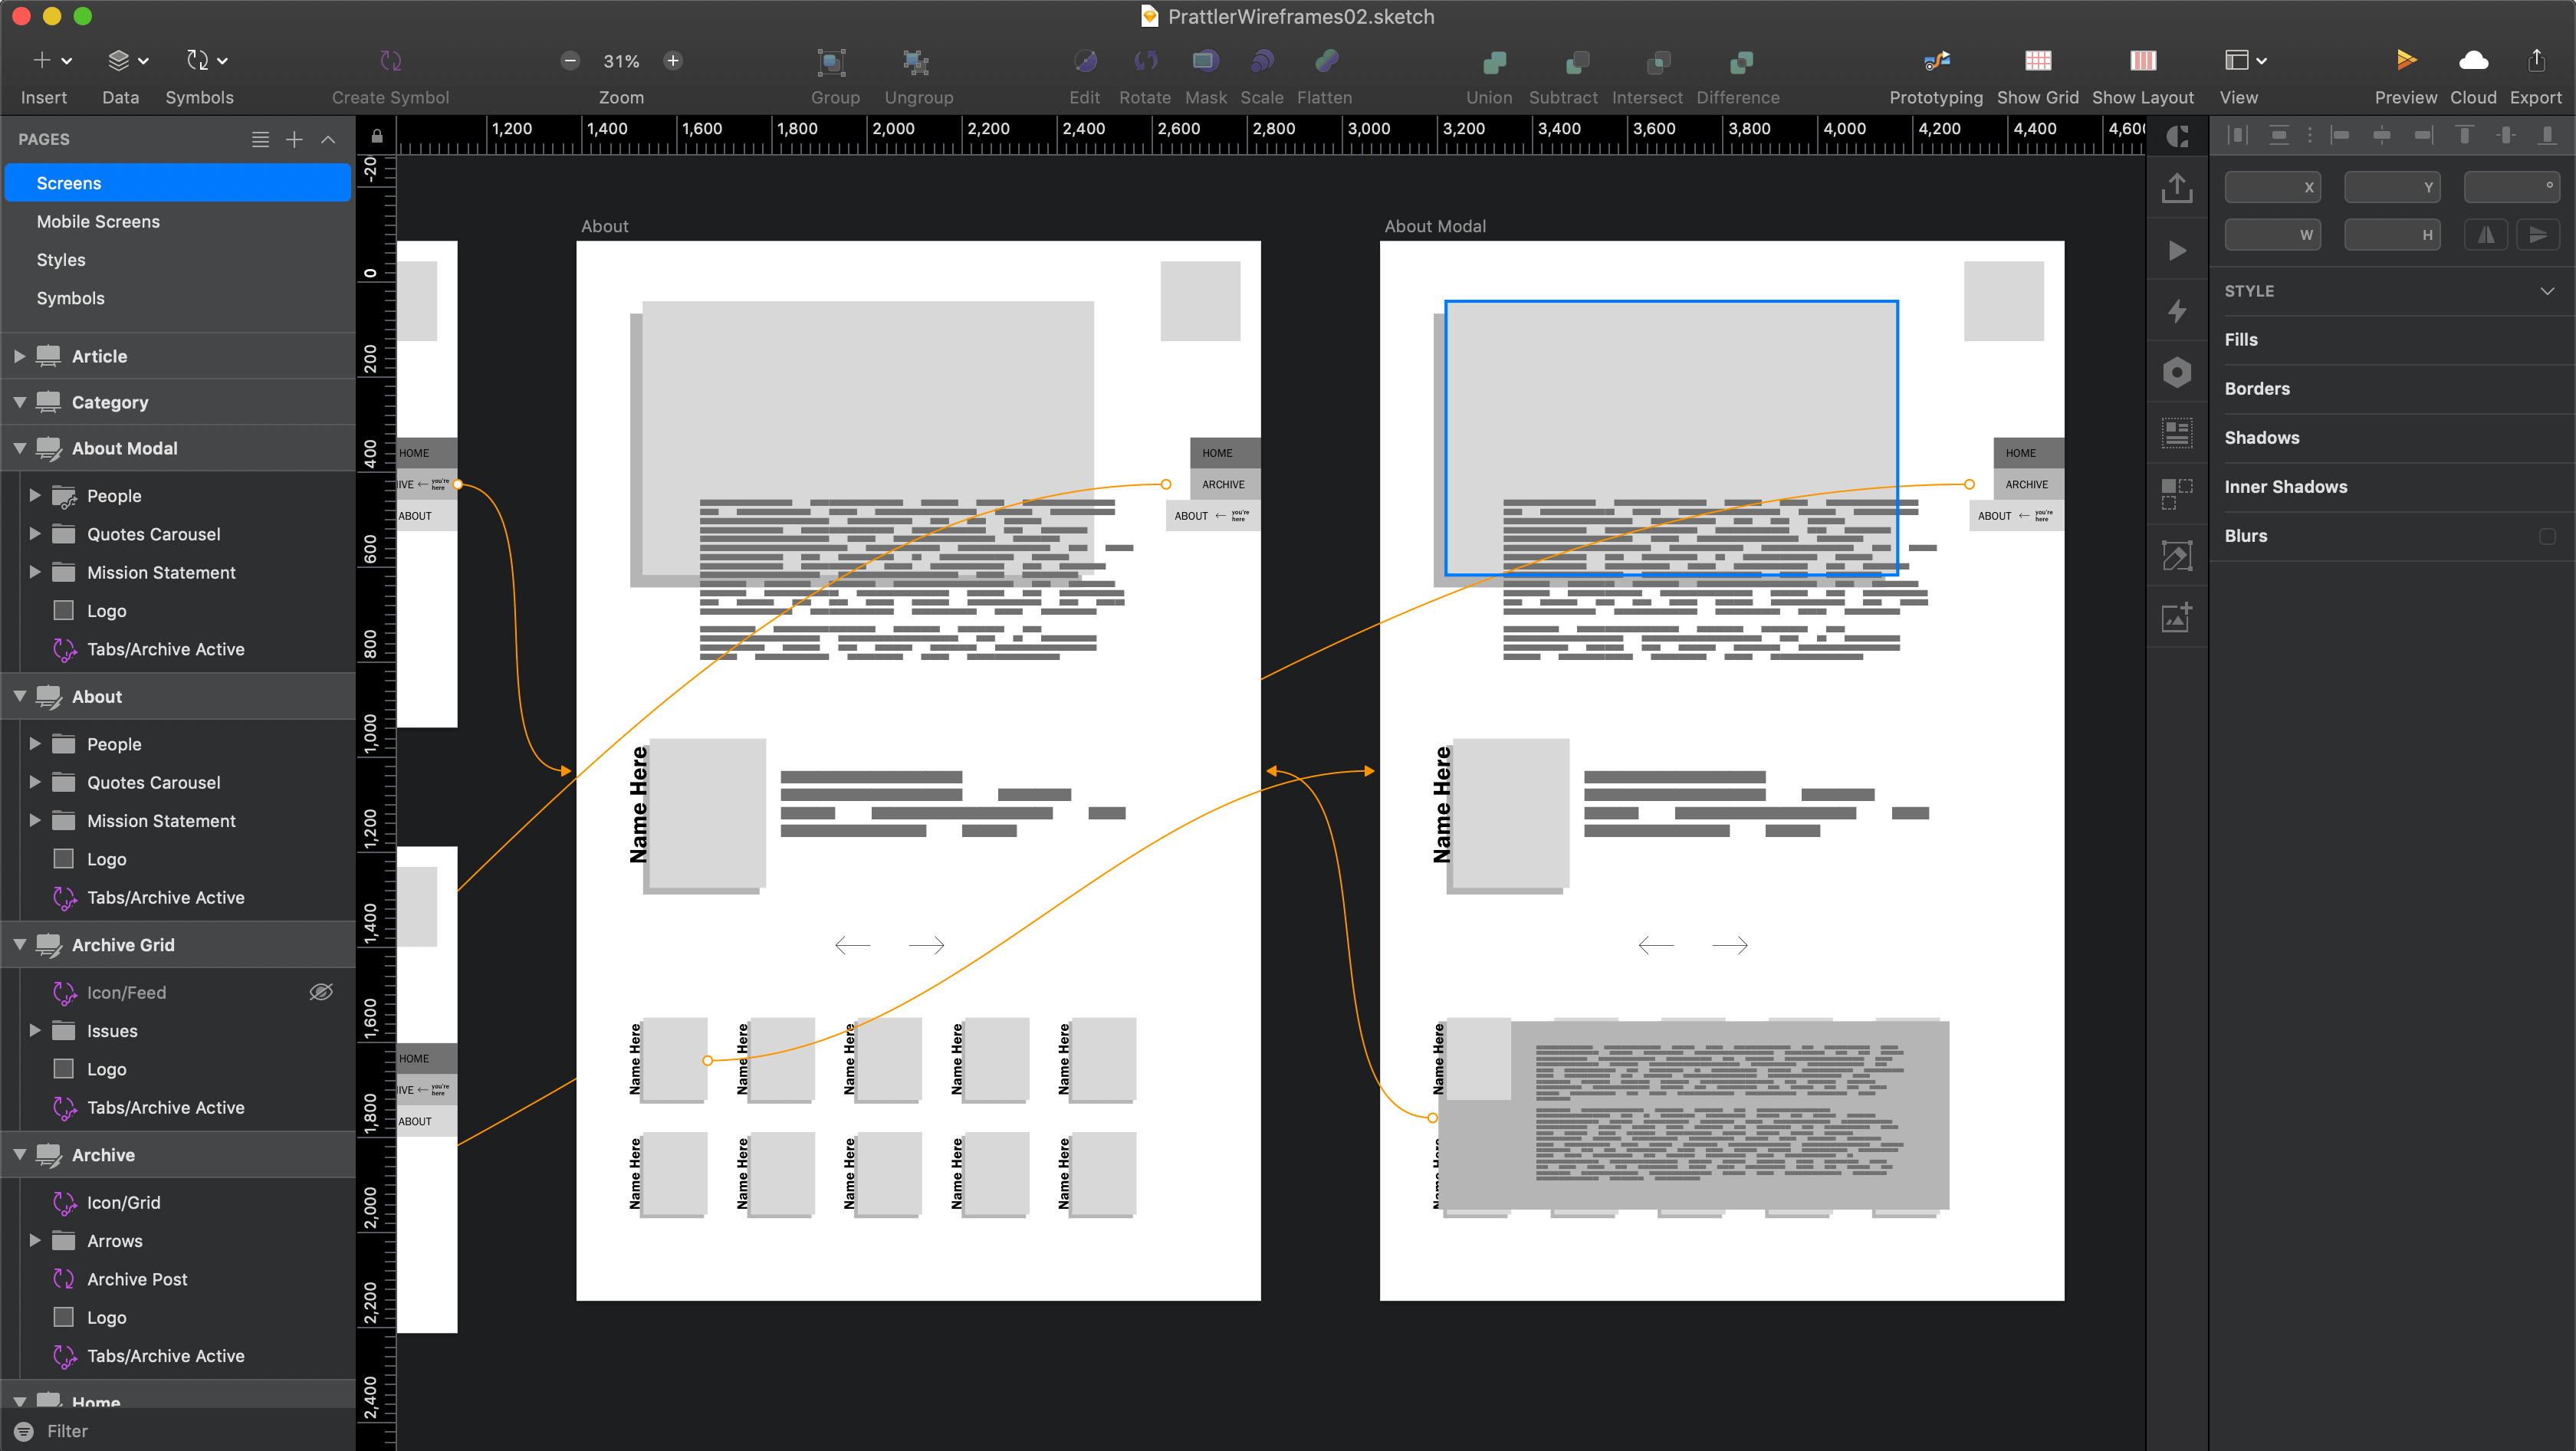 PrattlerWireframes02.sketch
Insert
Data
Symbols
Create Symbol
31%
Zoom
Group
Ungroup
Edit
Rotate
Mask
Scale
Flatten
Union
Subtract
Intersect
Difference
Prototyping
Show Grid
Show Layout
View
Preview
Cloud
Export
PAGES
Screens
Mobile Screens
Styles
Symbols
Article
Category
About Modal
People
Quotes Carousel
Mission Statement
Logo
Tabs/Archive Active
About
People
Quotes Carousel
Mission Statement
Logo
Tabs/Archive Active
Archive Grid
Icon/Feed
Issues
Logo
Tabs/Archive Active
Archive
Icon/Grid
Arrows
Archive Post
Logo
Tabs/Archive Active
Home
Filter
1,200 1,400 1,600 1,800 2,000 2,200 2,400 2,600 2,800 3,000 3,200 3,400 3,600 3,800 4,000 4,200 4,400 4,60
-20
0
200
400
600
800
1,000
1,200
1,400
1,600
1,800
2,000
2,200
2,400
HOME
IVE ← you're here
ABOUT
HOME
IVE ← you're here
ABOUT
About
HOME
ARCHIVE
ABOUT ← you're here
Name Here
Name Here
Name Here
Name Here
Name Here
Name Here
Name Here
Name Here
Name Here
Name Here
Name Here
About Modal
HOME
ARCHIVE
ABOUT ← you're here
Name Here
Name Here
Name Here
X
Y
°
W
H
STYLE
Fills
Borders
Shadows
Inner Shadows
Blurs